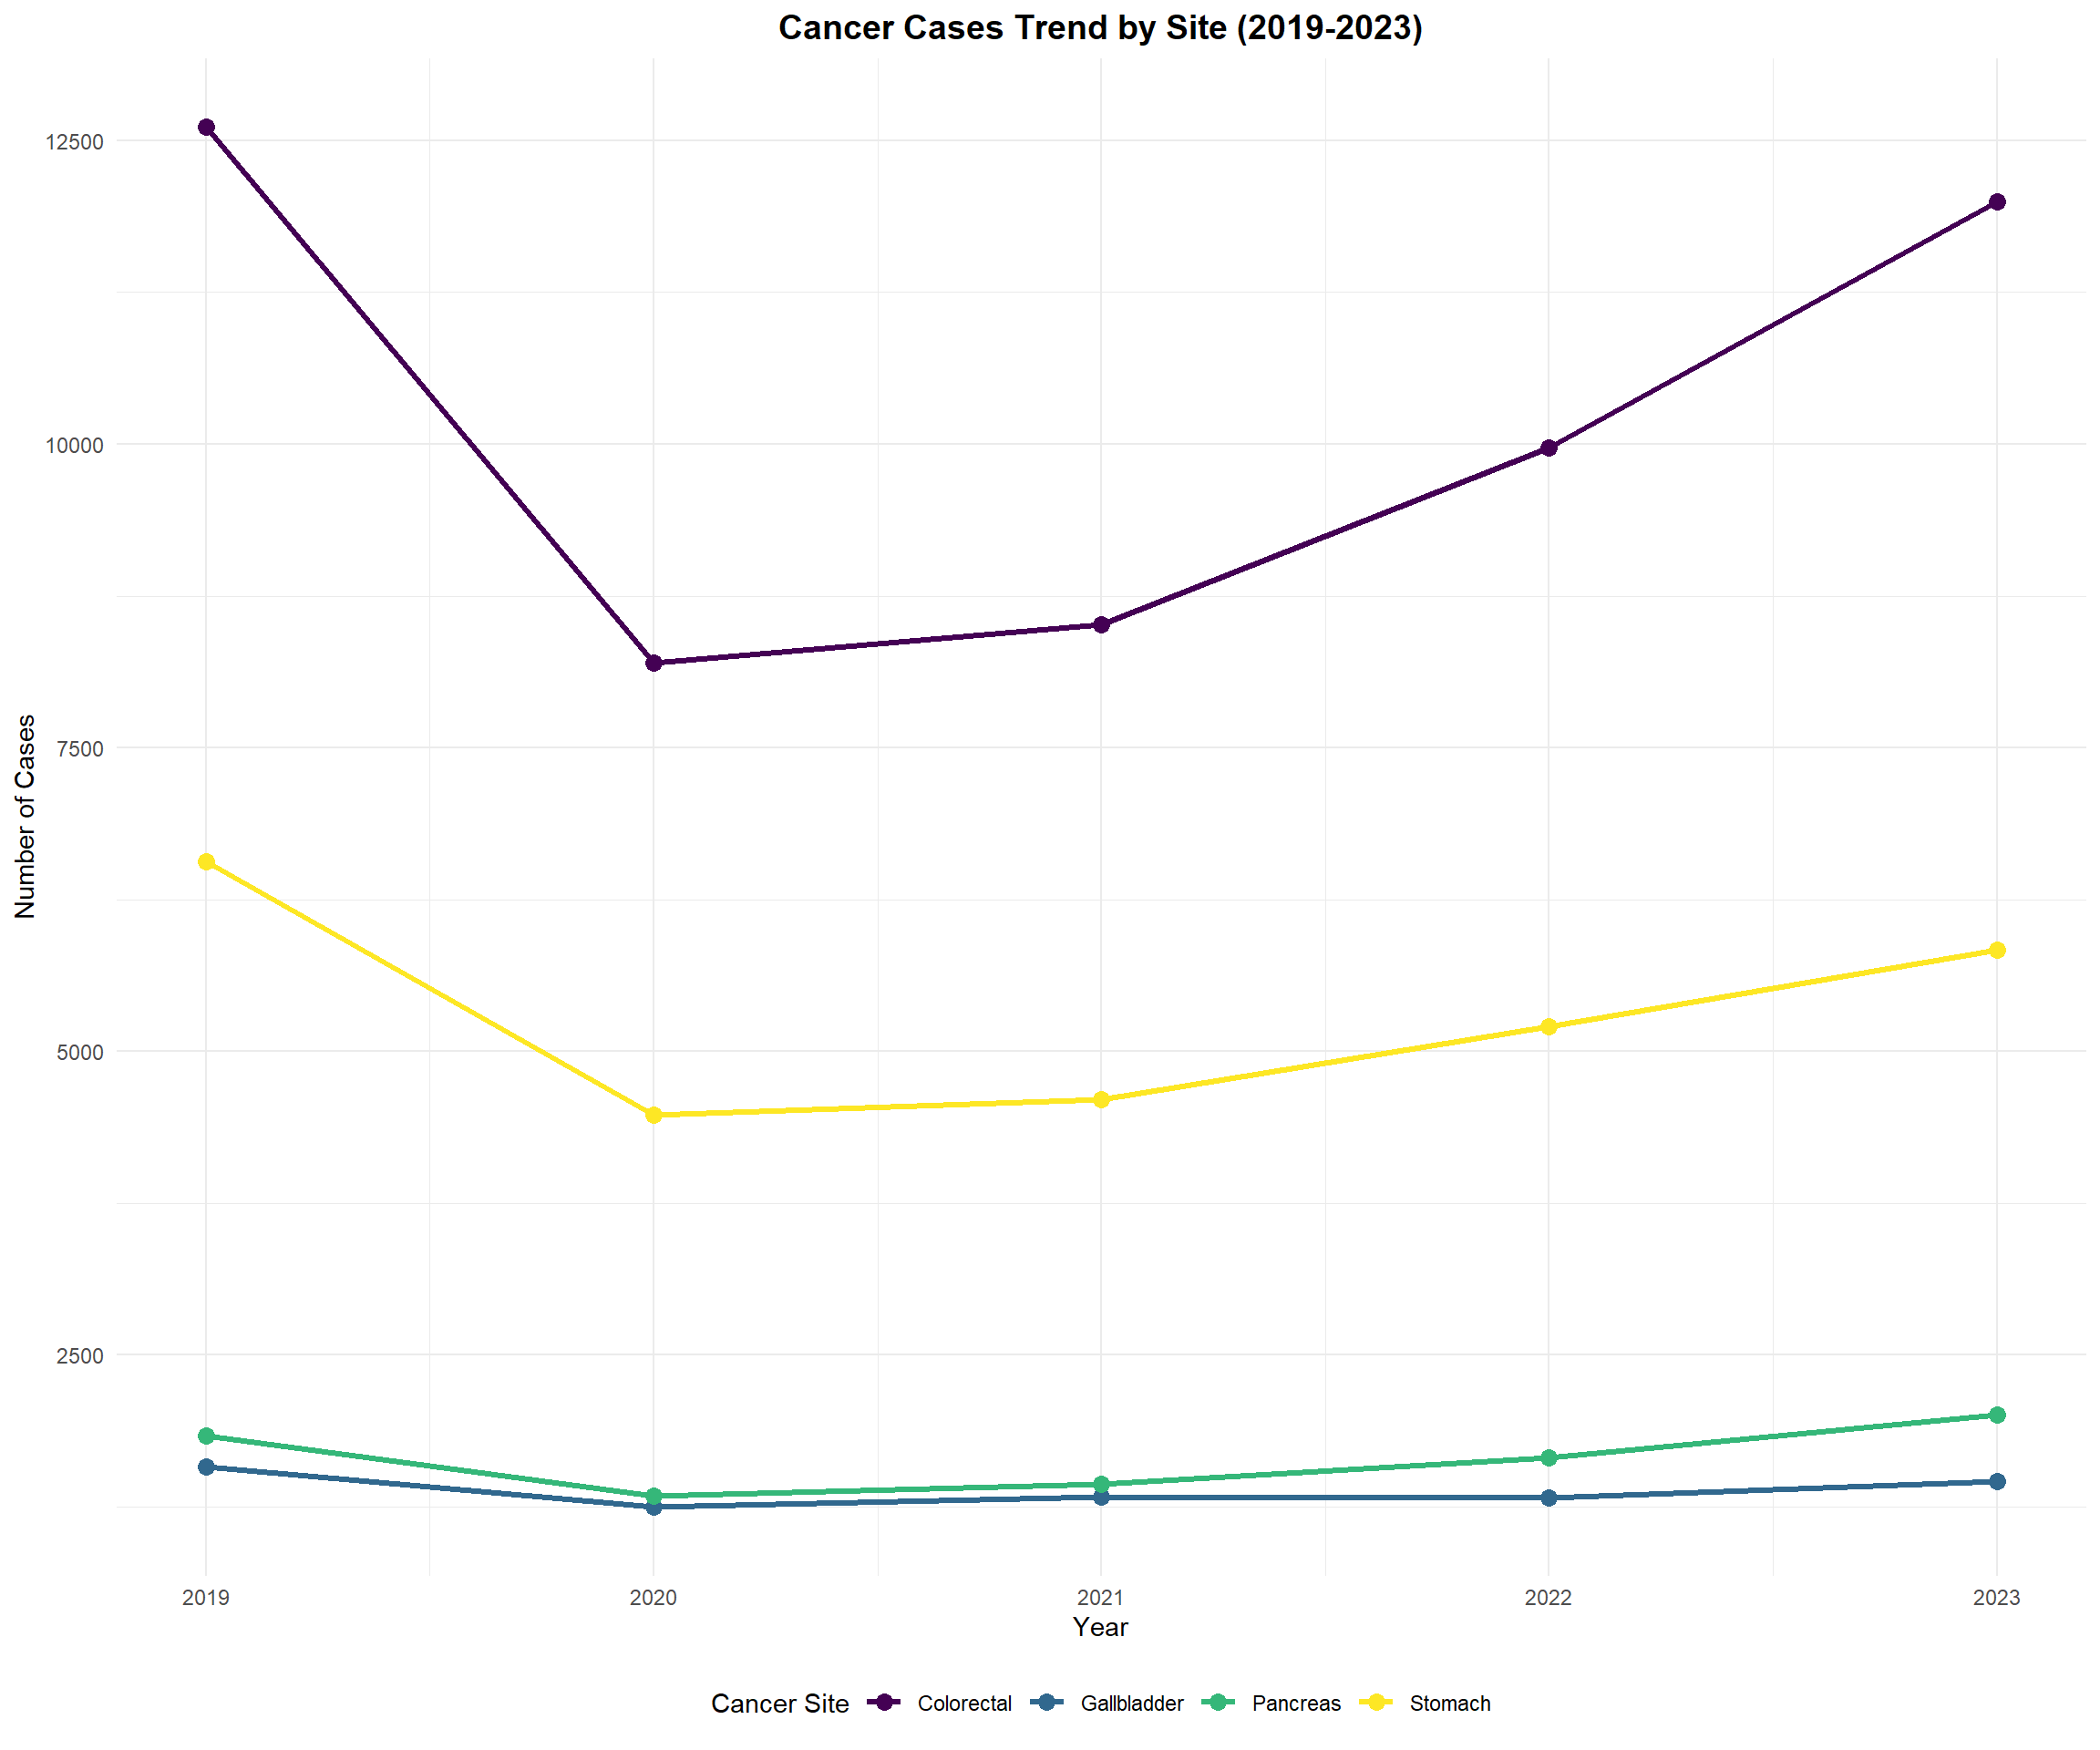 Cancer Cases Trend by Site (2019-2023)
Number of Cases
12500
10000
7500
5000
2500
2019 2020 2021 2022 2023
Year
Cancer Site Colorectal Gallbladder Pancreas Stomach